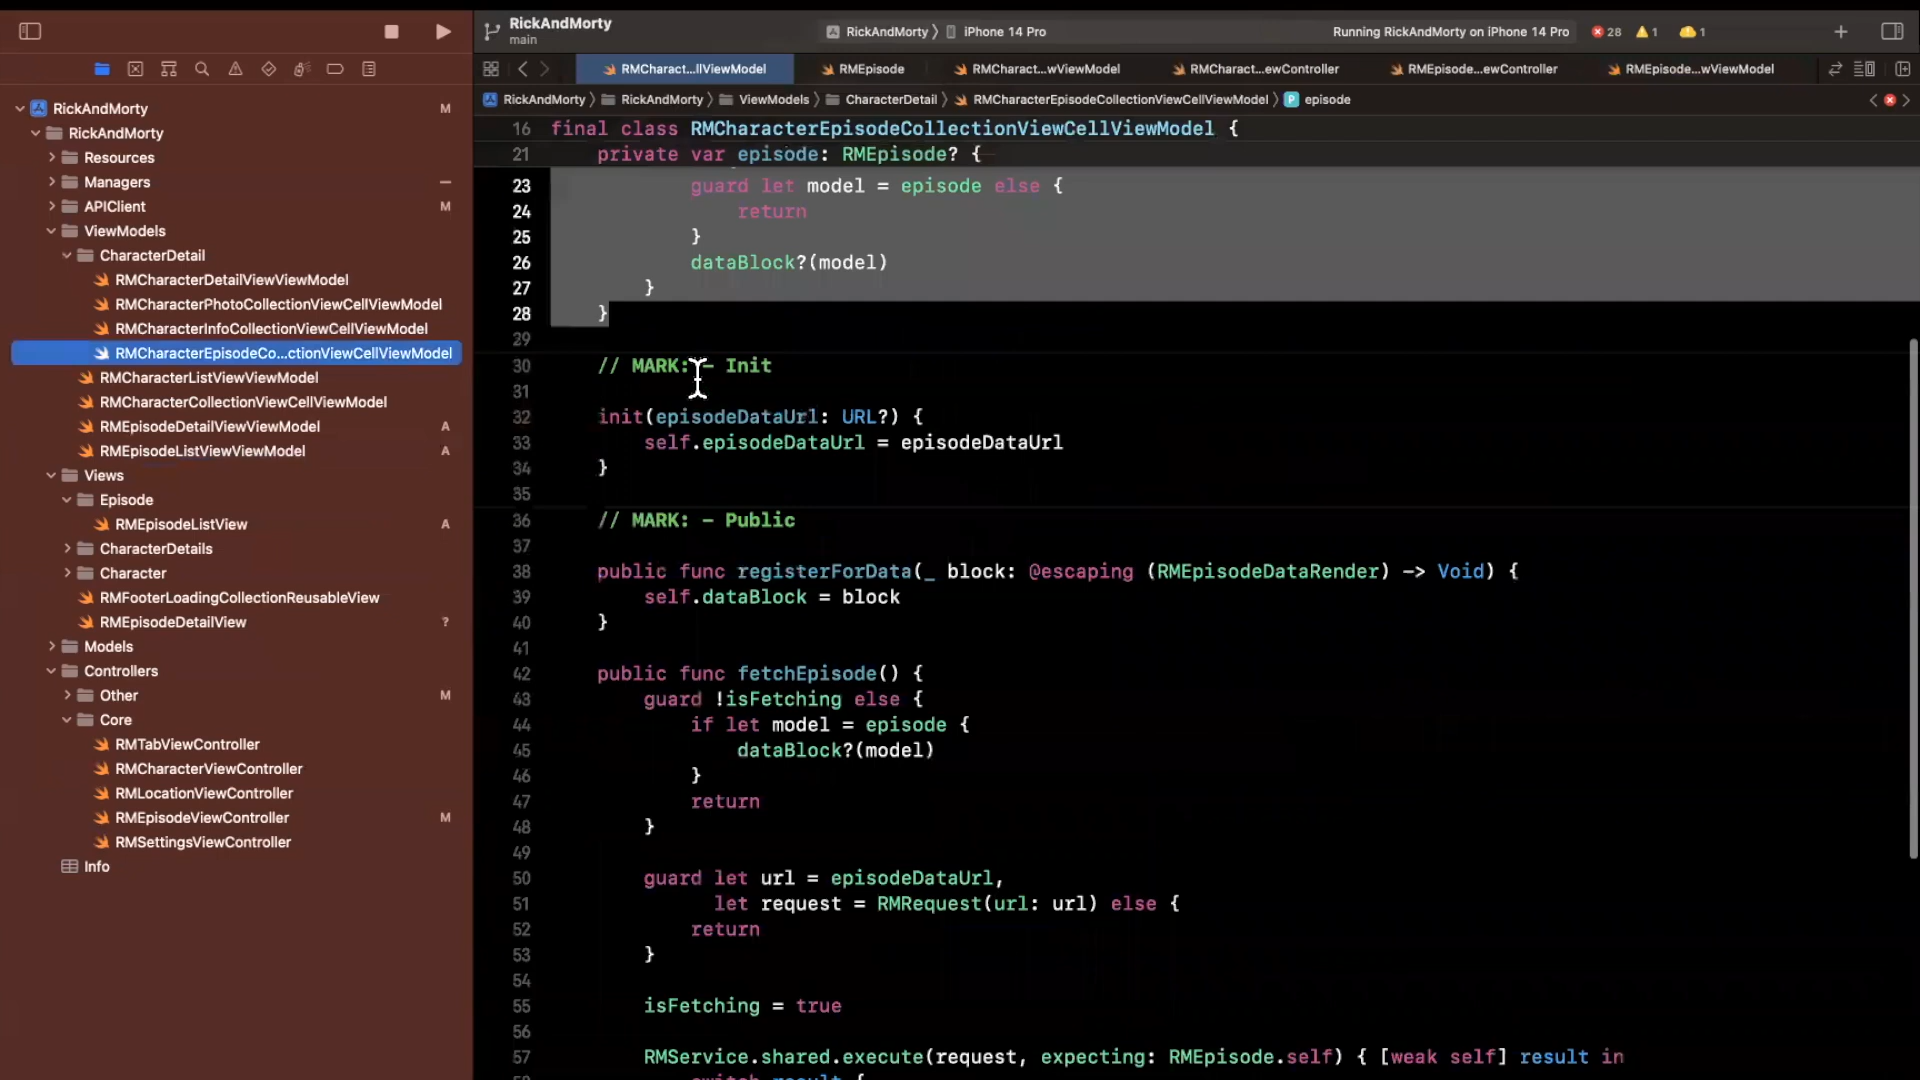 RickAndMorty
main
RickAndMorty
iPhone 14 Pro
Running RickAndMorty on iPhone 14 Pro
28
1
1
RMCharact...llViewModel
RMEpisode
RMCharact...wViewModel
RMCharact...ewController
RMEpisode...ewController
RMEpisode...wViewModel
RickAndMorty
RickAndMorty
ViewModels
CharacterDetail
RMCharacterEpisodeCollectionViewCellViewModel
P episode
RickAndMorty M
RickAndMorty
Resources
Managers
APIClient M
ViewModels
CharacterDetail
RMCharacterDetailViewViewModel
RMCharacterPhotoCollectionViewCellViewModel
RMCharacterInfoCollectionViewCellViewModel
RMCharacterEpisodeCo...ctionViewCellViewModel
RMCharacterListViewViewModel
RMCharacterCollectionViewCellViewModel
RMEpisodeDetailViewViewModel A
RMEpisodeListViewViewModel A
Views
Episode
RMEpisodeListView A
CharacterDetails
Character
RMFooterLoadingCollectionReusableView
RMEpisodeDetailView ?
Models
Controllers
Other M
Core
RMTabViewController
RMCharacterViewController
RMLocationViewController
RMEpisodeViewController M
RMSettingsViewController
Info
16 final class RMCharacterEpisodeCollectionViewCellViewModel {
21 private var episode: RMEpisode? {
23 guard let model = episode else {
24 return
25 }
26 dataBlock?(model)
27 }
28 }
29
30 // MARK: - Init
31
32 init(episodeDataUrl: URL?) {
33 self.episodeDataUrl = episodeDataUrl
34 }
35
36 // MARK: - Public
37
38 public func registerForData(_ block: @escaping (RMEpisodeDataRender) -> Void) {
39 self.dataBlock = block
40 }
41
42 public func fetchEpisode() {
43 guard !isFetching else {
44 if let model = episode {
45 dataBlock?(model)
46 }
47 return
48 }
49
50 guard let url = episodeDataUrl,
51 let request = RMRequest(url: url) else {
52 return
53 }
54
55 isFetching = true
56
57 RMService.shared.execute(request, expecting: RMEpisode.self) { [weak self] result in